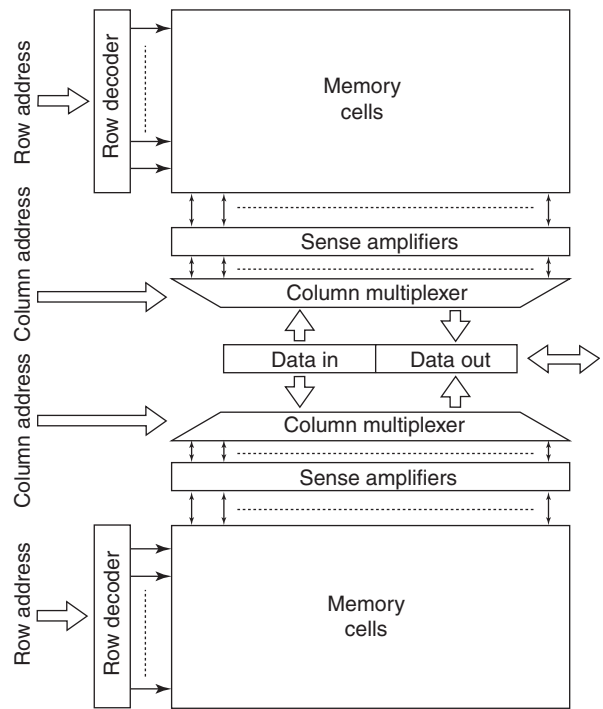 Row address
Row decoder
Memory
cells
Column address
Sense amplifiers
Column multiplexer
Data in
Data out
Column address
Column multiplexer
Sense amplifiers
Row address
Row decoder
Memory
cells